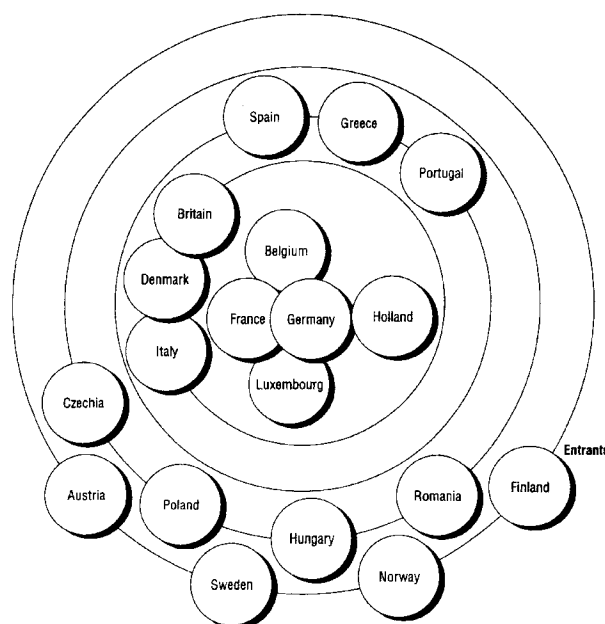 Spain
Greece
Portugal
Britain
Belgium
Denmark
France
Germany
Holland
Italy
Luxembourg
Czechia
Entrants
Austria
Poland
Romania
Finland
Hungary
Sweden
Norway